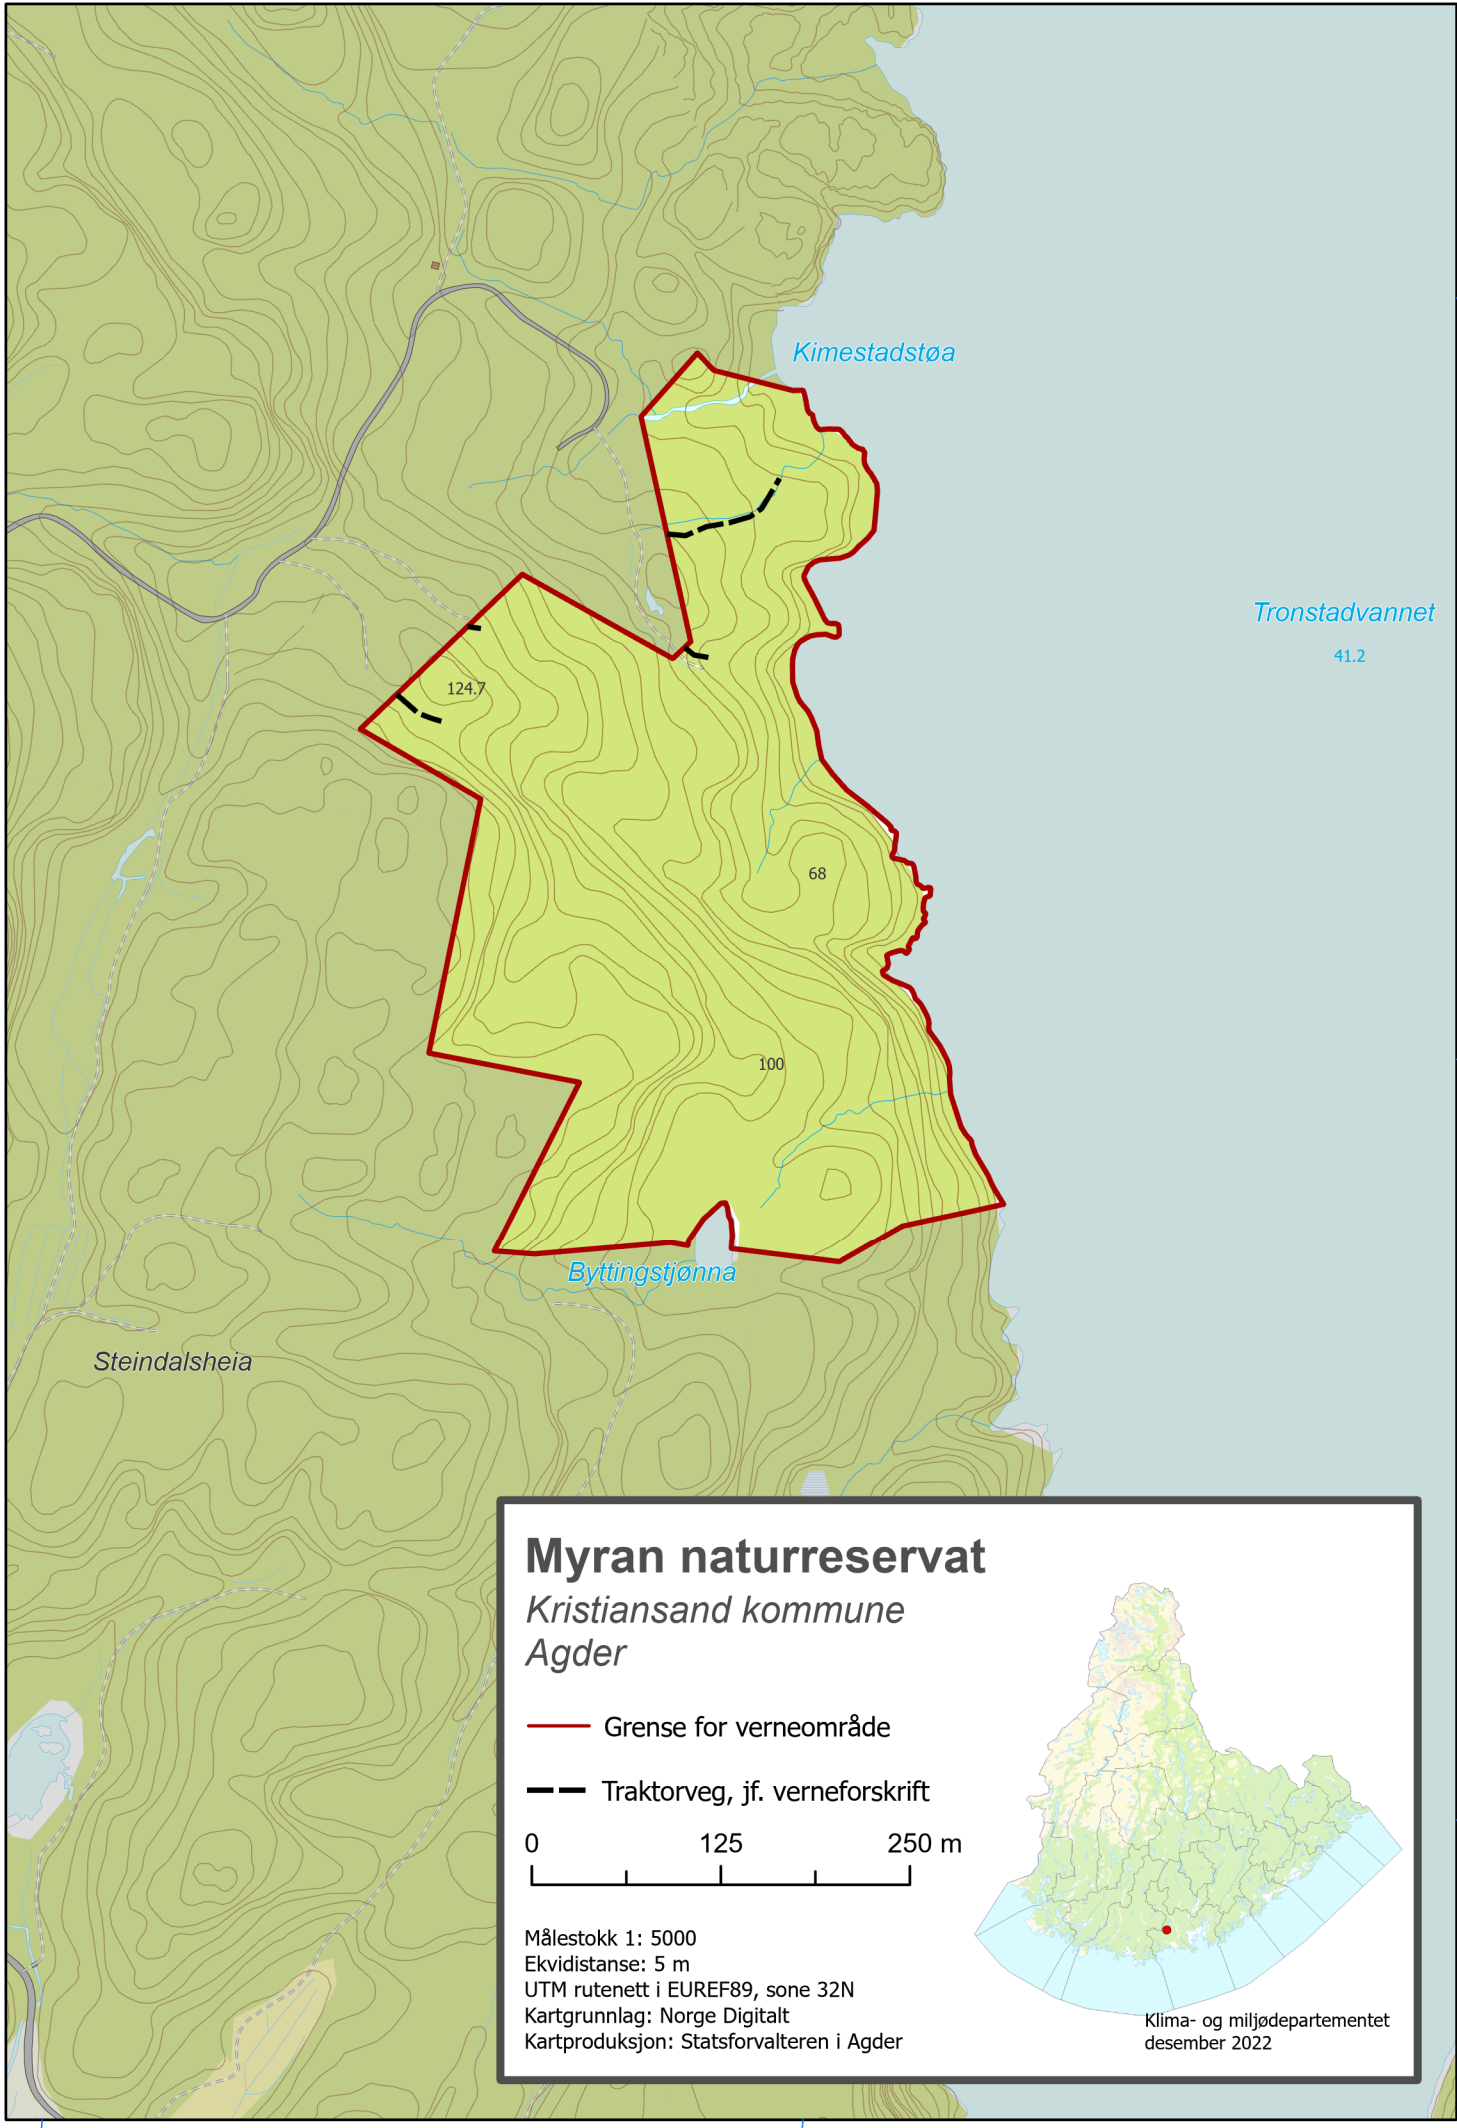 Kimestadstøa
Tronstadvannet
41.2
124.7
68
100
Byttingstjønna
Steindalsheia
Myran naturreservat
Kristiansand kommune
Agder
Grense for verneområde
Traktorveg, jf. verneforskrift
0 125 250 m
Målestokk 1: 5000
Ekvidistanse: 5 m
UTM rutenett i EUREF89, sone 32N
Kartgrunnlag: Norge Digitalt
Kartproduksjon: Statsforvalteren i Agder
Klima- og miljødepartementet
desember 2022